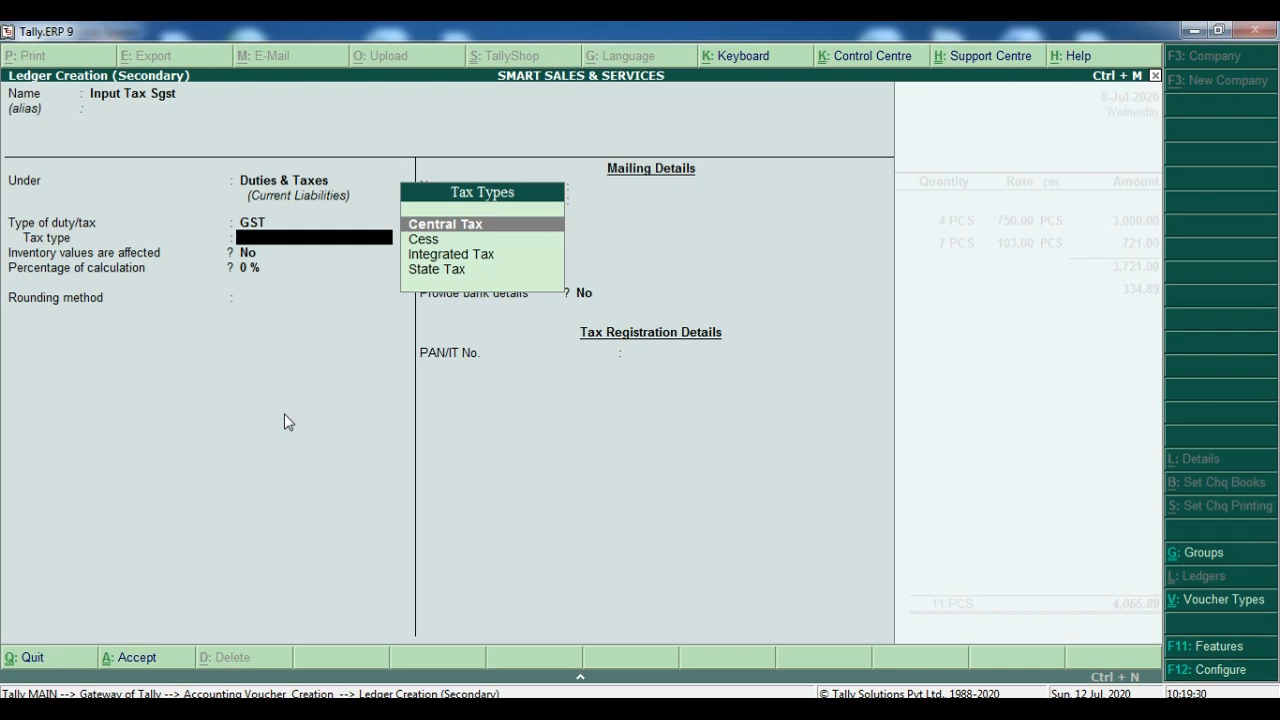 Tally.ERP 9
P: Print E: Export M: E-Mail O: Upload S: TallyShop G: Language K: Keyboard K: Control Centre H: Support Centre H: Help
F3: Company
Ledger Creation (Secondary) SMART SALES & SERVICES Ctrl + M
F3: New Company
Name : Input Tax Sgst
(alias) :
8-Jul-2020
Wednesday
Mailing Details
Under : Duties & Taxes
(Current Liabilities)
Quantity Rate per Amount
Tax Types
Type of duty/tax : GST
Central Tax
4 PCS 750.00 PCS 3,000.00
Tax type :
Cess
7 PCS 103.00 PCS 721.00
Inventory values are affected ? No
Integrated Tax
Percentage of calculation ? 0 %
State Tax
3,721.00
Provide bank details ? No
334.89
Rounding method :
Tax Registration Details
PAN/IT No. :
L: Details
B: Set Chq Books
S: Set Chq Printing
G: Groups
L: Ledgers
V: Voucher Types
11 PCS 4,055.89
F11: Features
F12: Configure
Q: Quit A: Accept D: Delete
Ctrl + N
Tally MAIN --> Gateway of Tally --> Accounting Voucher Creation --> Ledger Creation (Secondary) © Tally Solutions Pvt Ltd., 1988-2020 Sun, 12 Jul, 2020 10:19:30